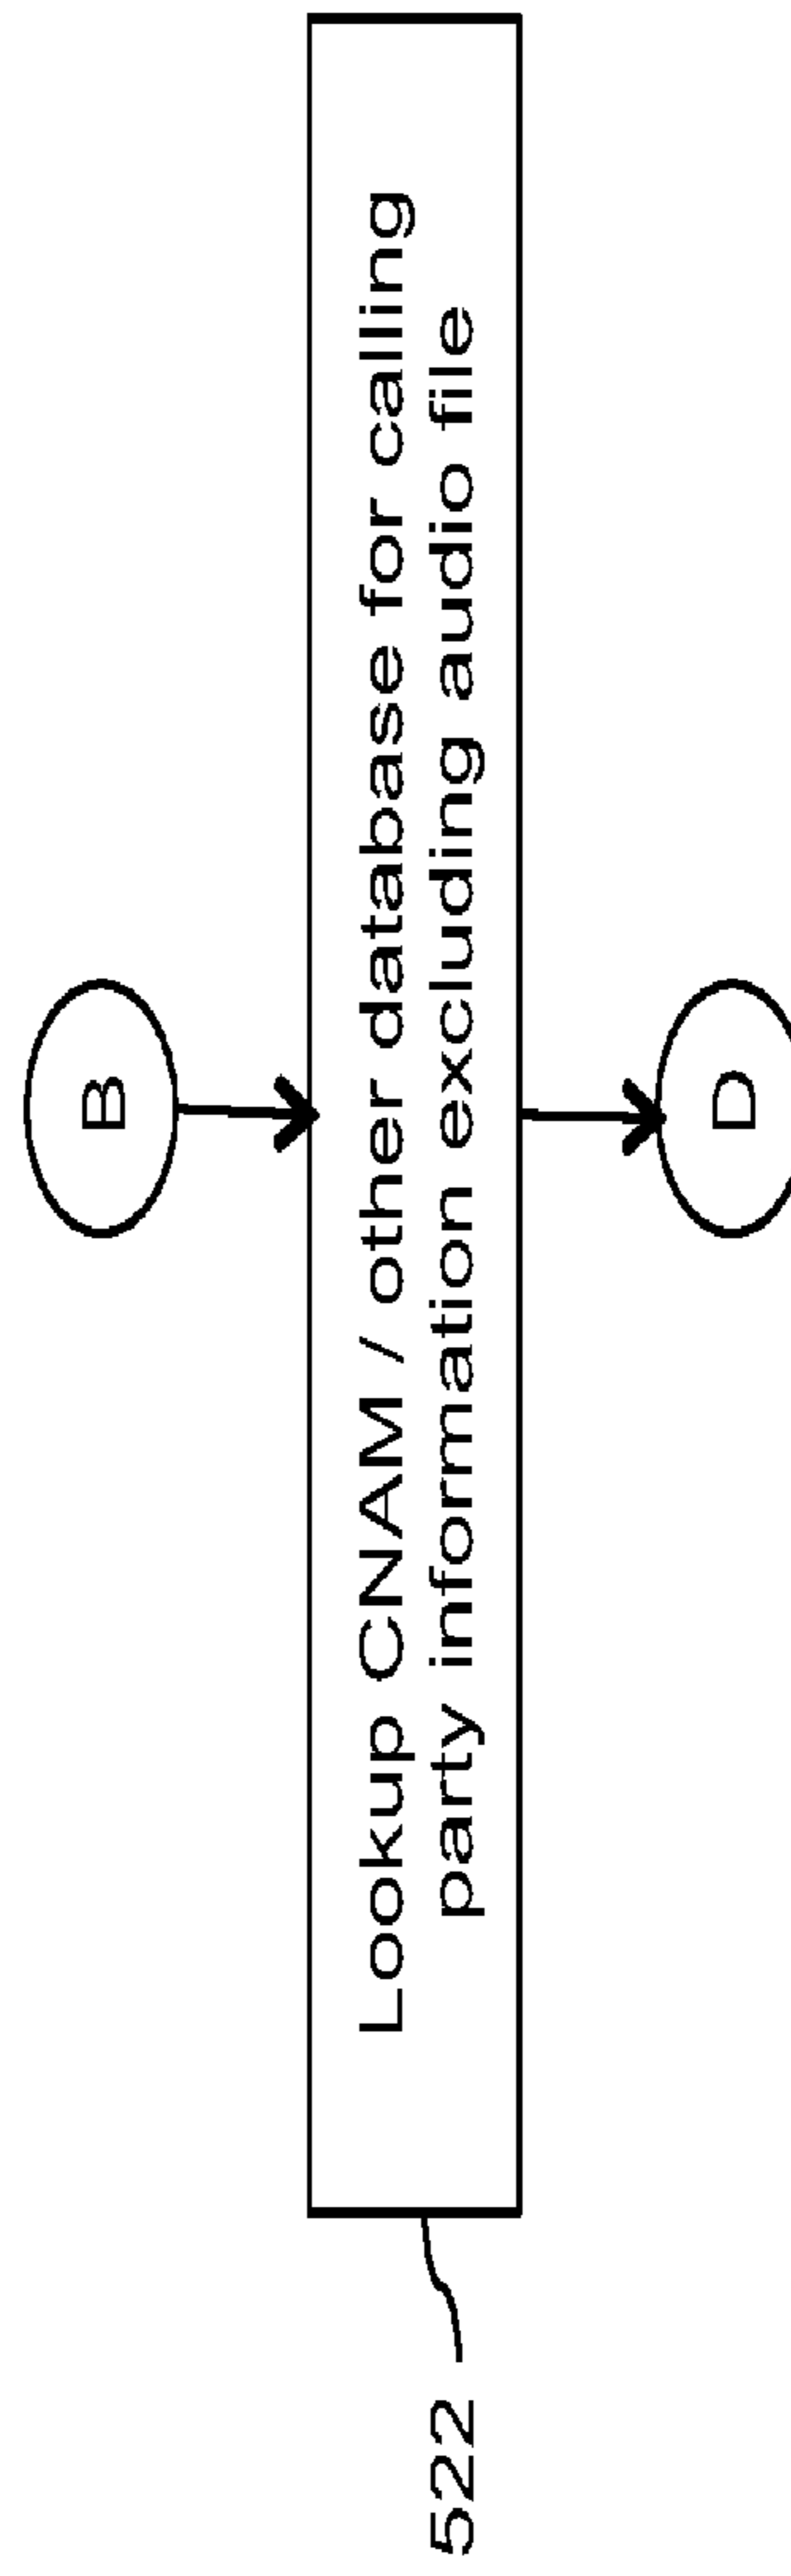 B
Lookup CNAM / other database for calling
party information excluding audio file
522
D